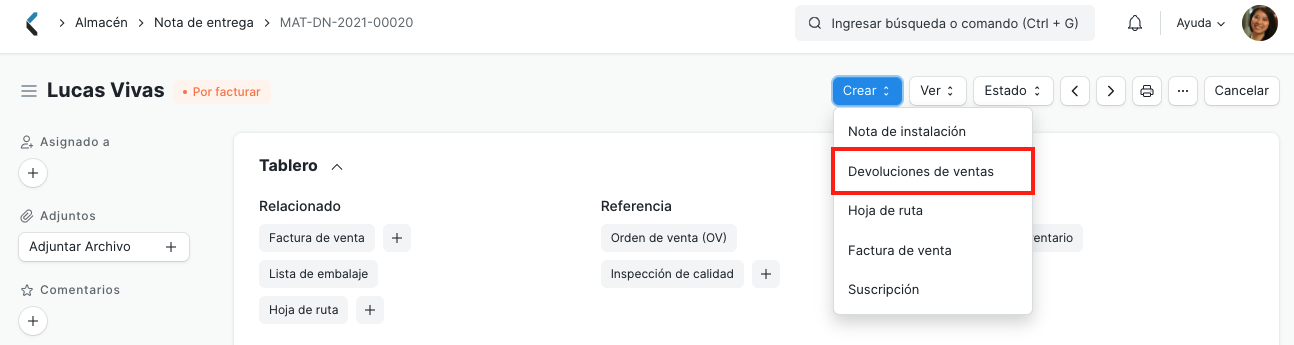 Almacén
Nota de entrega
MAT-DN-2021-00020
Ingresar búsqueda o comando (Ctrl + G)
Ayuda
Lucas Vivas
• Por facturar
Crear
Ver
Estado
...
Cancelar
Asignado a
+
Adjuntos
Adjuntar Archivo +
Comentarios
+
Tablero
Relacionado
Factura de venta +
Lista de embalaje
Hoja de ruta +
Referencia
Orden de venta (OV)
Inspección de calidad +
entario
Nota de instalación
Devoluciones de ventas
Hoja de ruta
Factura de venta
Suscripción